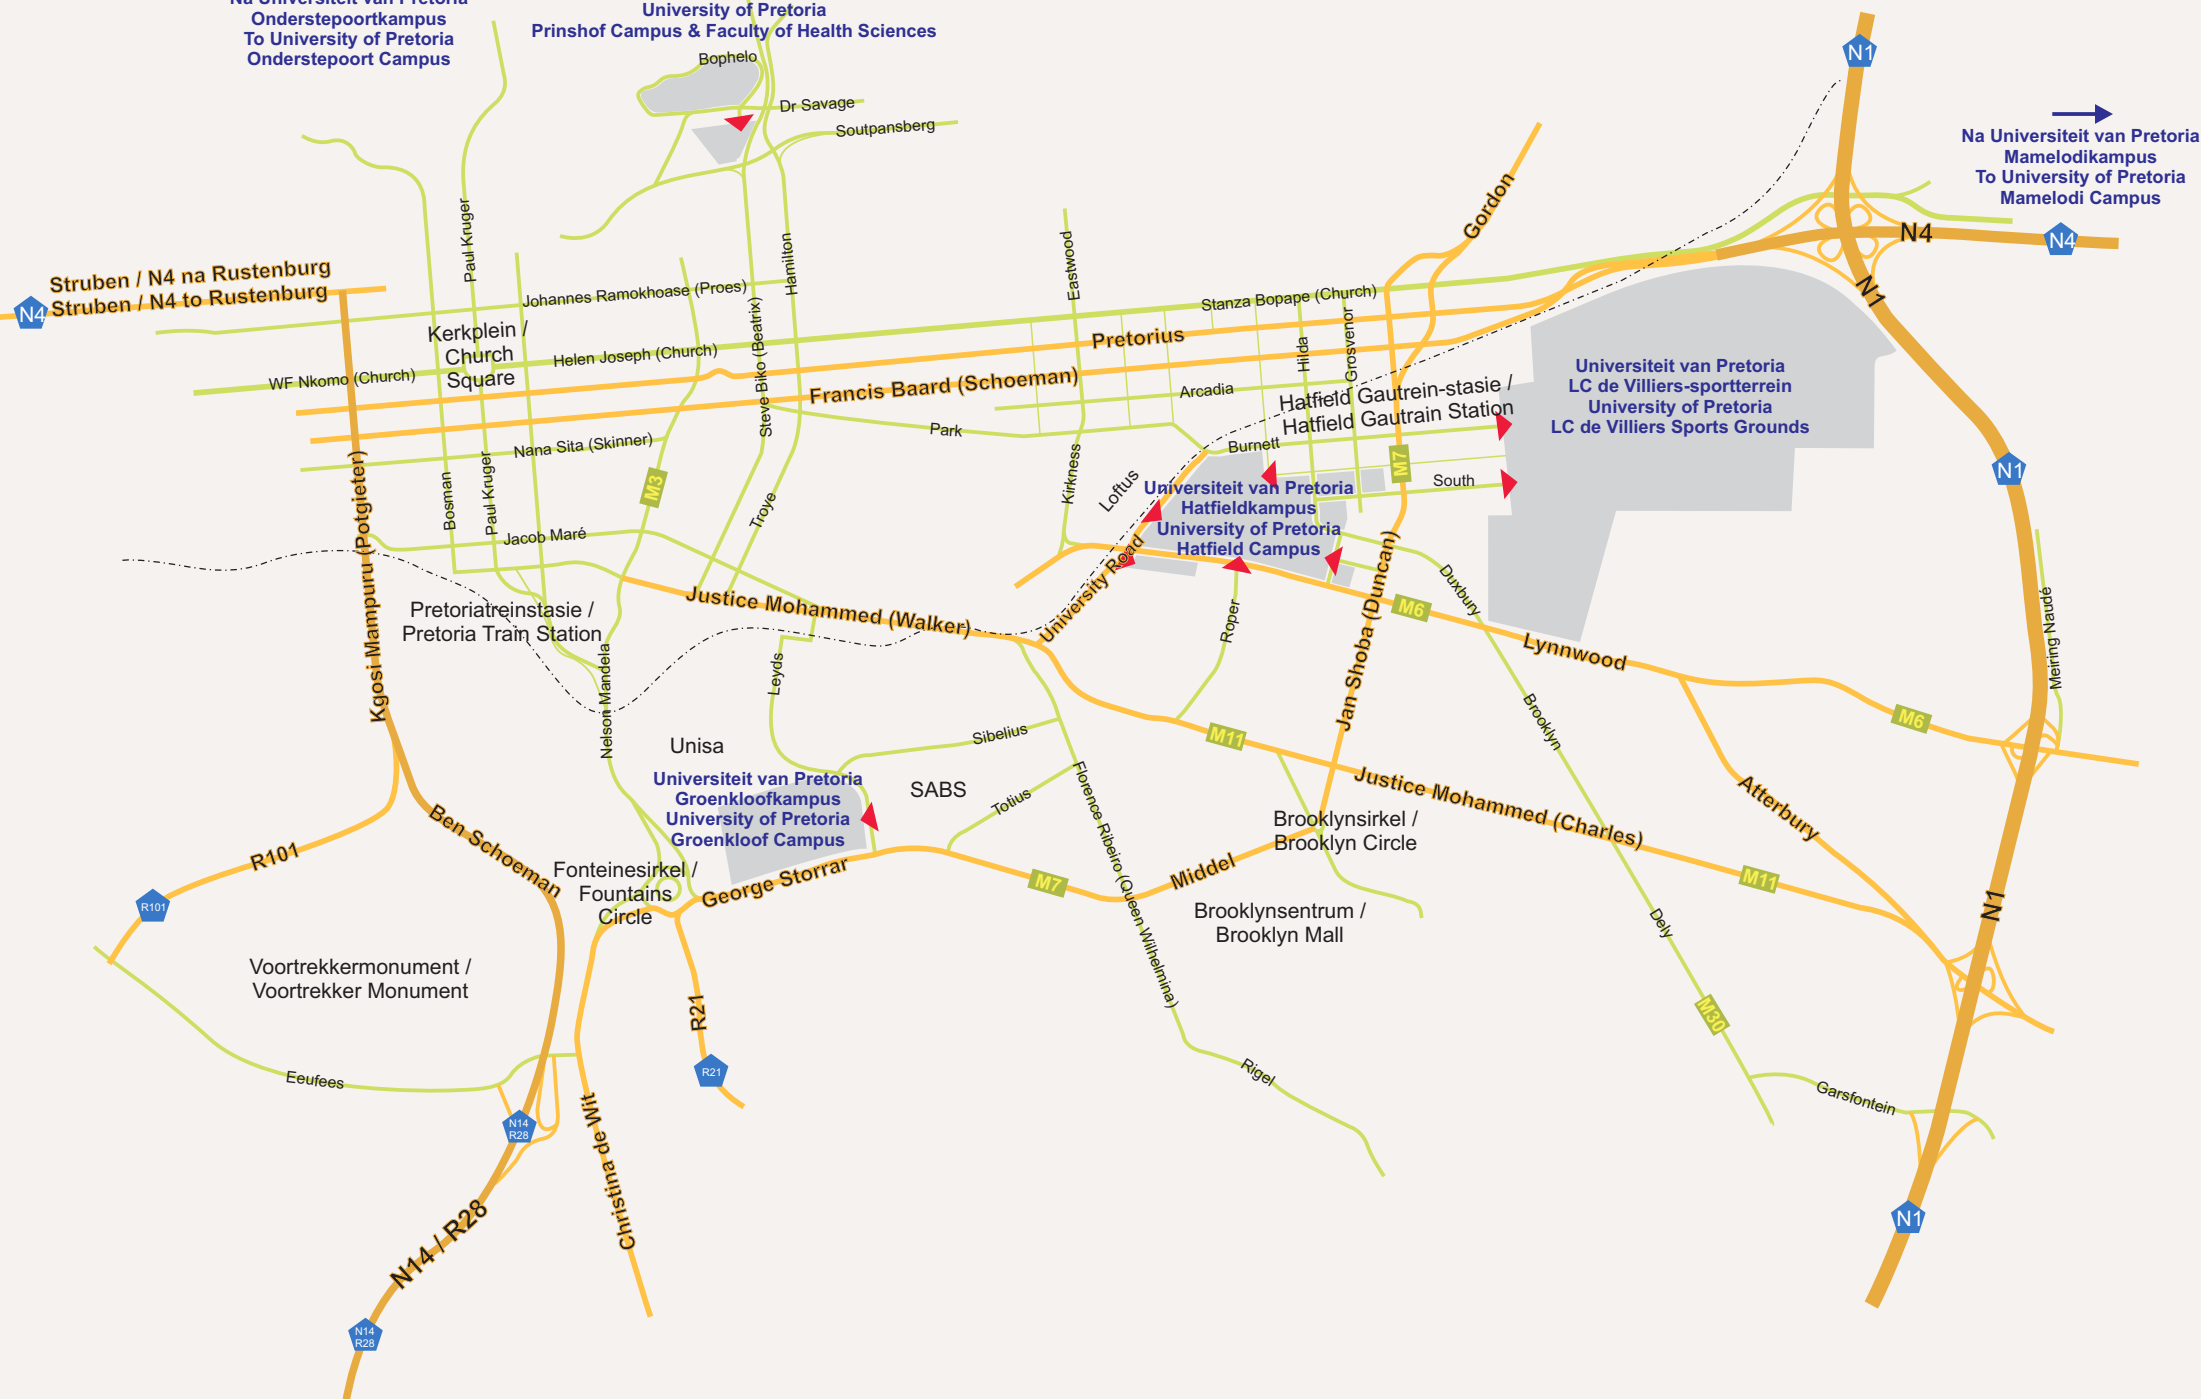 Na Universiteit van Pretoria
Onderstepoortkampus
To University of Pretoria
Onderstepoort Campus
University of Pretoria
Prinshof Campus & Faculty of Health Sciences
Bophelo
Dr Savage
Soutpansberg
N1
Na Universiteit van Pretoria
Mamelodikampus
To University of Pretoria
Mamelodi Campus
N4
N4
N1
Gordon
Paul Kruger
Hamilton
Eastwood
Struben / N4 na Rustenburg
Struben / N4 to Rustenburg
N4
Johannes Ramokhoase (Proes)
Stanza Bopape (Church)
Kerkplein /
Church
Square
Helen Joseph (Church)
WF Nkomo (Church)
Steve Biko (Beatrix)
Pretorius
Francis Baard (Schoeman)
Hilda
Grosvenor
Arcadia
Hatfield Gautrein-stasie /
Hatfield Gautrain Station
Universiteit van Pretoria
LC de Villiers-sportterrein
University of Pretoria
LC de Villiers Sports Grounds
Park
Burnett
Nana Sita (Skinner)
M3
M7
N1
Bosman
Paul Kruger
Kgosi Mampuru (Potgieter)
Troye
Kirkness
Loftus
South
Universiteit van Pretoria
Hatfieldkampus
University of Pretoria
Hatfield Campus
Jacob Maré
University Road
Justice Mohammed (Walker)
Pretoriatreinstasie /
Pretoria Train Station
Roper
Jan Shoba (Duncan)
Duxbury
M6
Lynnwood
Meiring Naudé
Nelson Mandela
Leyds
Brooklyn
M6
Sibelius
M11
Unisa
Universiteit van Pretoria
Groenkloofkampus
University of Pretoria
Groenkloof Campus
SABS
Totius
Florence Ribeiro (Queen Wilhelmina)
Justice Mohammed (Charles)
Atterbury
Brooklynsirkel /
Brooklyn Circle
Ben Schoeman
R101
R101
Fonteinesirkel /
Fountains
Circle
George Storrar
M7
Middel
M11
N1
Brooklynsentrum /
Brooklyn Mall
Dely
Voortrekkermonument /
Voortrekker Monument
R21
R21
M30
Eeufees
Rigel
Garsfontein
N14
R28
Christina de Wit
N14 / R28
N1
N14
R28